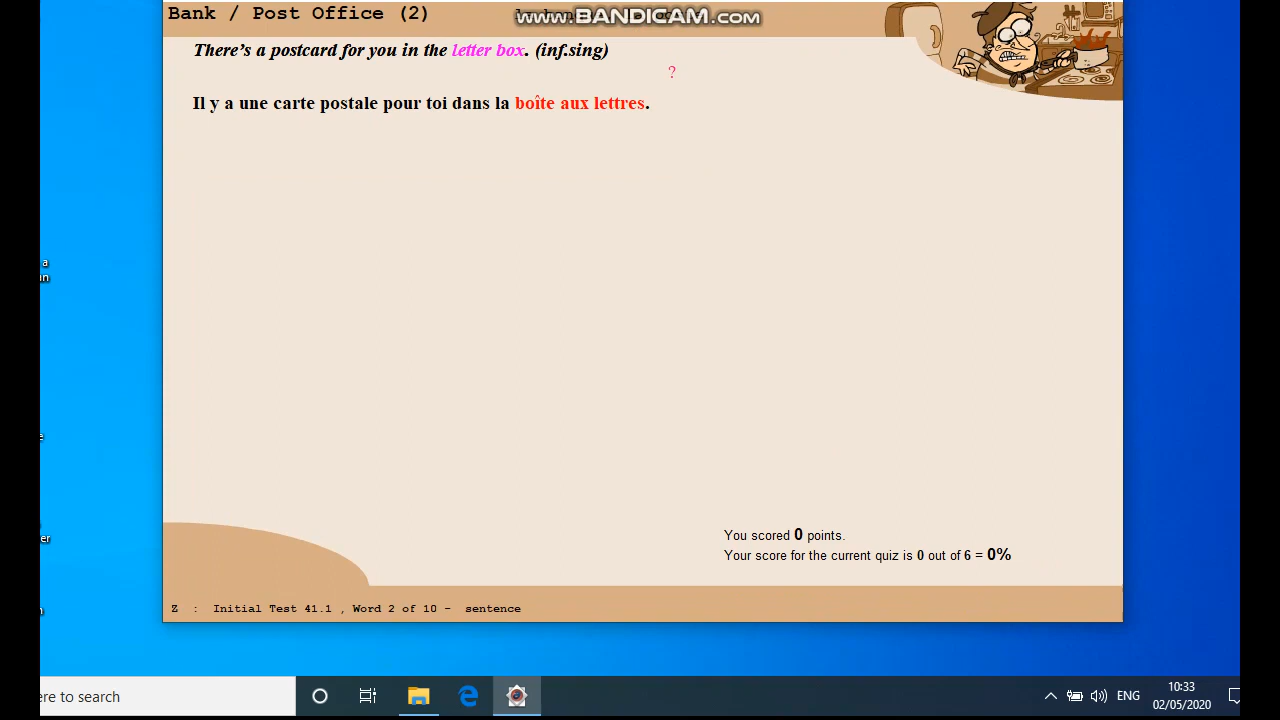 Bank / Post Office (2)
www.BANDICAM.com
There's a postcard for you in the letter box. (inf.sing)
?
Il y a une carte postale pour toi dans la boîte aux lettres.
a
e
You scored 0 points.
Your score for the current quiz is 0 out of 6 = 0%
er
Z : Initial Test 41.1 , Word 2 of 10 - sentence
ere to search
ENG
10:33
02/05/2020